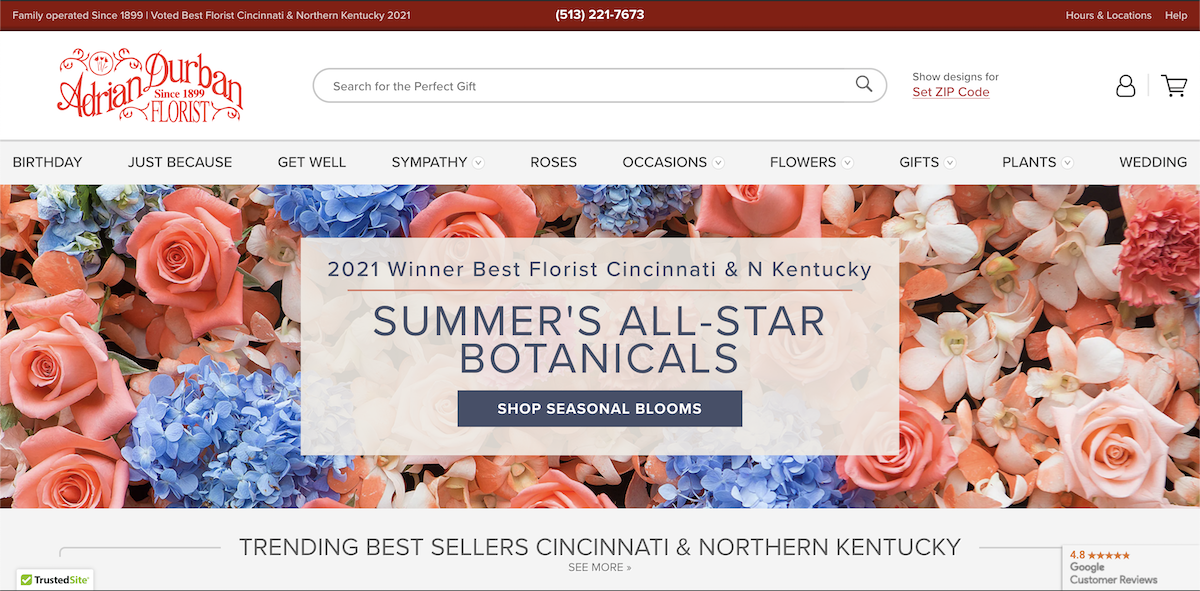 Family operated Since 1899 | Voted Best Florist Cincinnati & Northern Kentucky 2021
(513) 221-7673
Hours & Locations
Help
Adrian Durban
Since 1899
FLORIST
Search for the Perfect Gift
Show designs for
Set ZIP Code
BIRTHDAY
JUST BECAUSE
GET WELL
SYMPATHY
ROSES
OCCASIONS
FLOWERS
GIFTS
PLANTS
WEDDING
2021 Winner Best Florist Cincinnati & N Kentucky
SUMMER'S ALL-STAR
BOTANICALS
SHOP SEASONAL BLOOMS
TRENDING BEST SELLERS CINCINNATI & NORTHERN KENTUCKY
SEE MORE »
TrustedSite
4.8 ★★★★★
Google
Customer Reviews